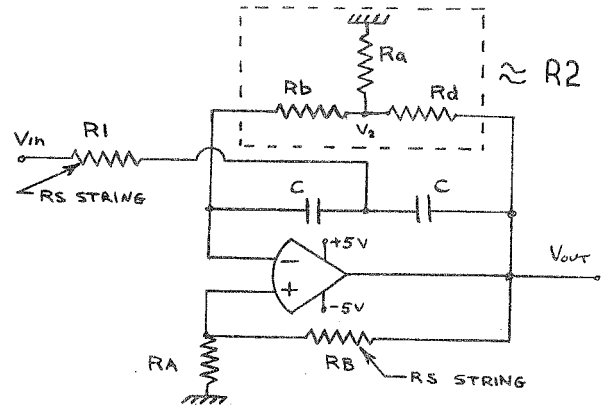 Ra
≈ R2
Rb
Rd
V2
Vin
R1
RS STRING
C
C
+5V
−
+
-5V
VOUT
RA
RB
RS STRING